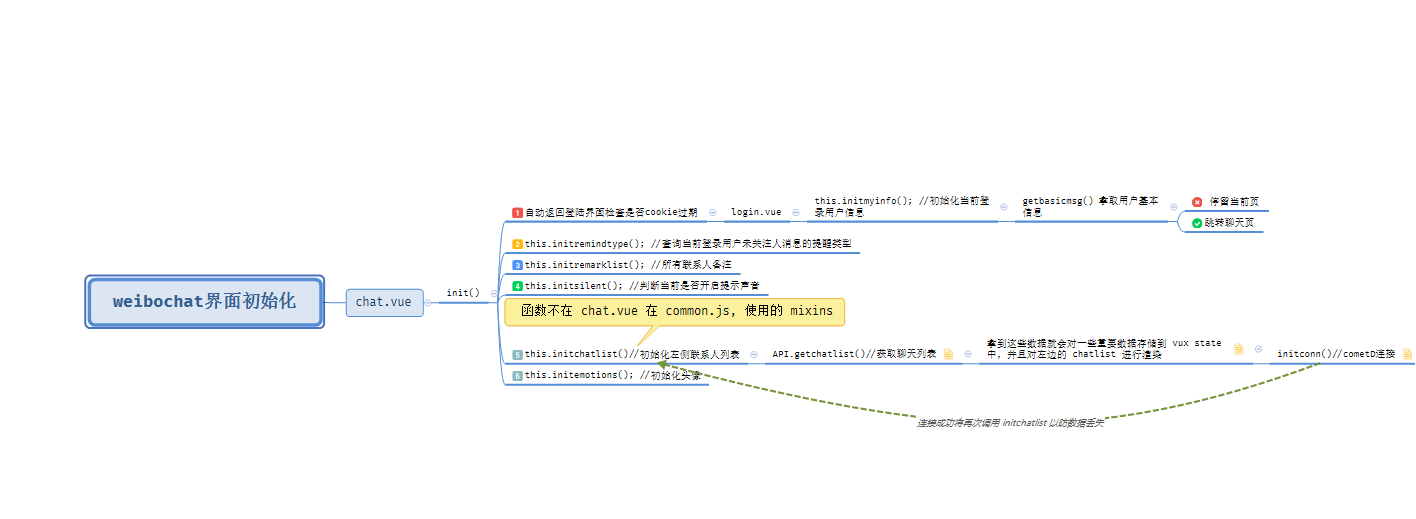 weibochat界面初始化
chat.vue
init()
1 自动返回登陆界面检查是否cookie过期
login.vue
this.initmyinfo(); //初始化当前登
录用户信息
getbasicmsg() 拿取用户基本
信息
停留当前页
跳转聊天页
2 this.initremindtype(); //查询当前登录用户未关注人消息的提醒类型
3 this.initremarklist(); //所有联系人备注
4 this.initsilent(); //判断当前是否开启提示声音
函数不在 chat.vue 在 common.js, 使用的 mixins
5 this.initchatlist()//初始化左侧联系人列表
API.getchatlist()//获取聊天列表
拿到这些数据就会对一些重要数据存储到 vux state
中，并且对左边的 chatlist 进行渲染
initconn()//cometD连接
6 this.initemotions(); //初始化头像
连接成功将再次调用 initchatlist 以防数据丢失